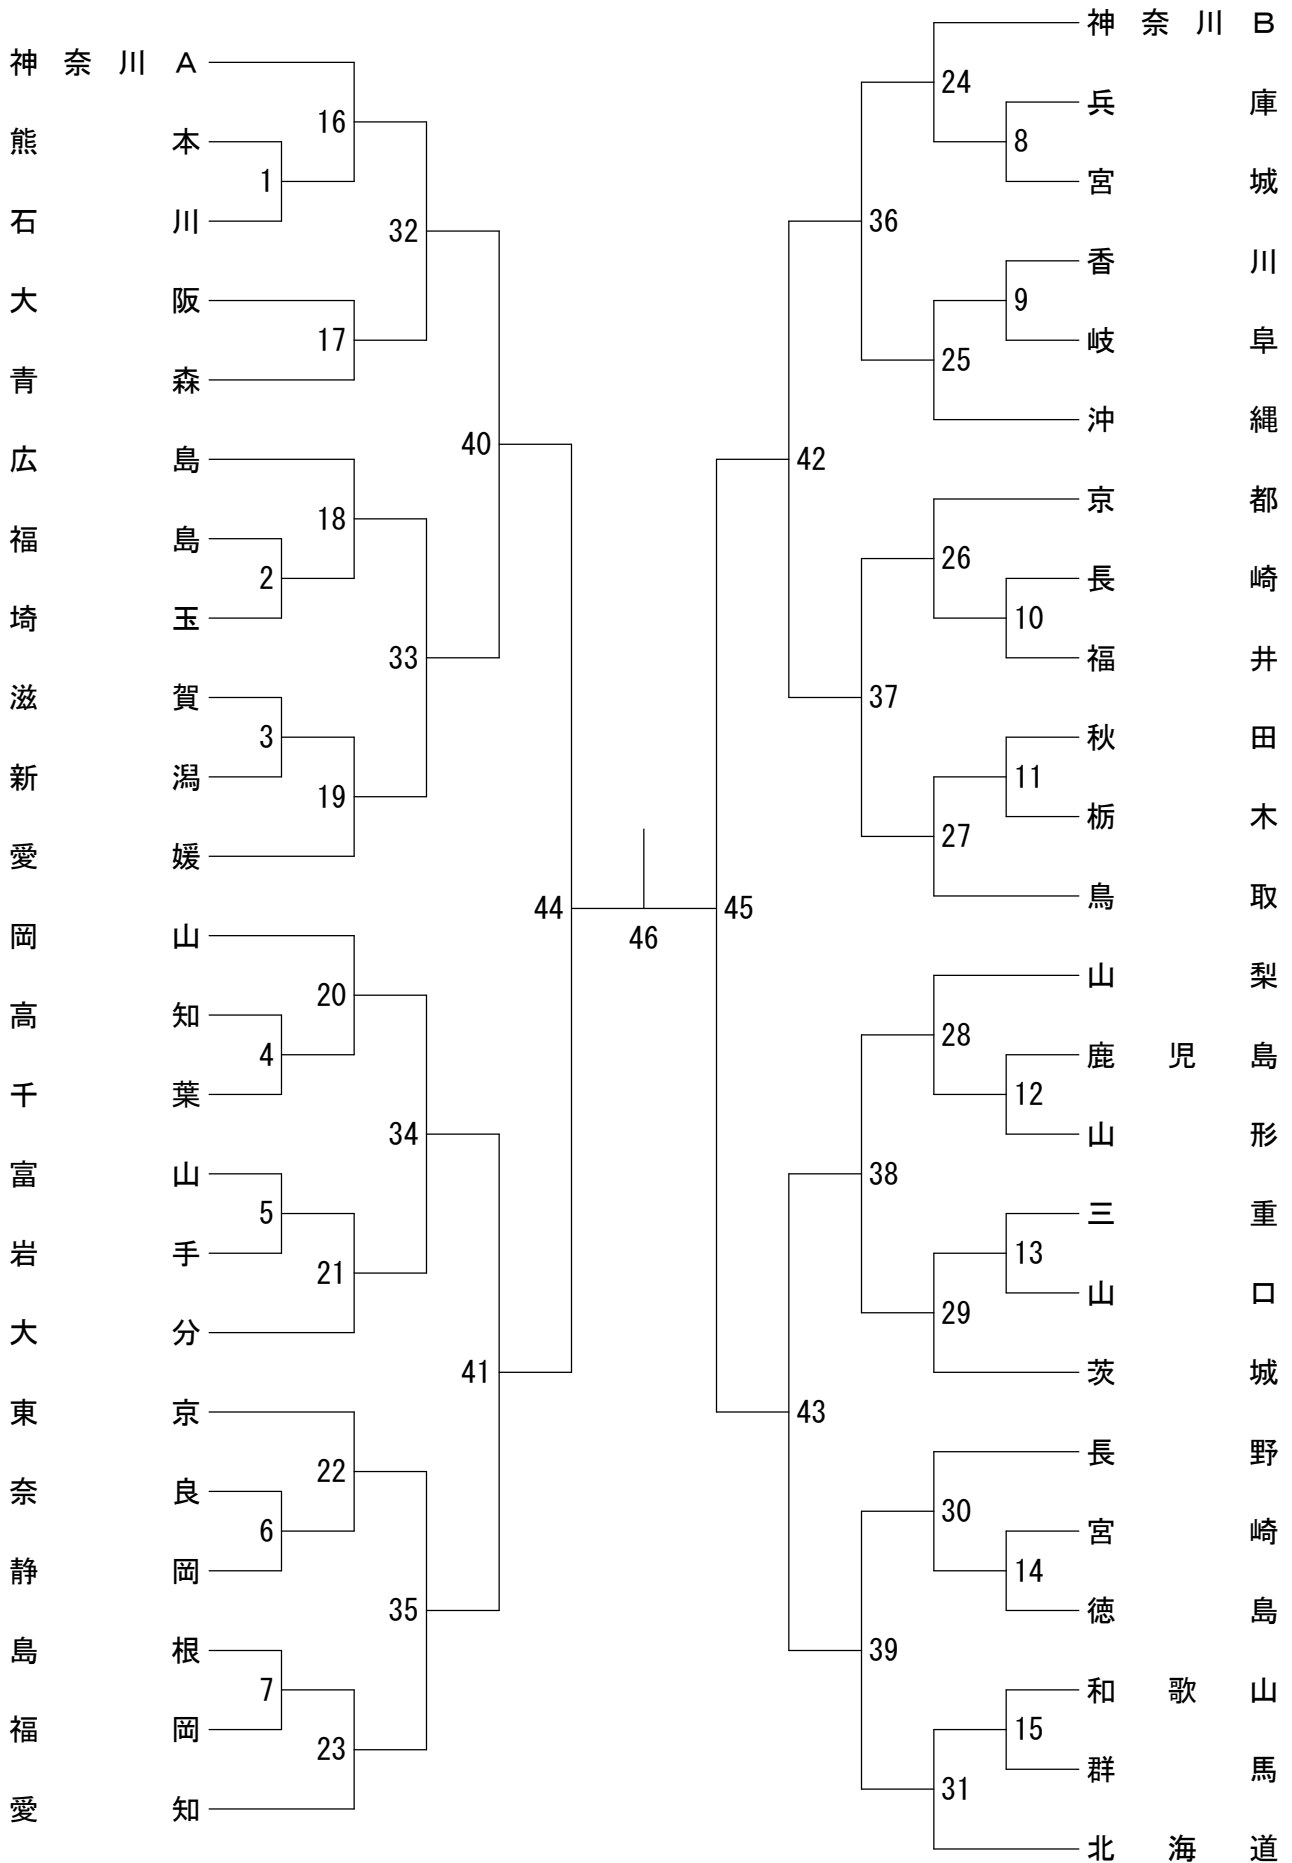 神奈川A
熊本
石川
大阪
青森
広島
福島
埼玉
滋賀
新潟
愛媛
岡山
高知
千葉
富山
岩手
大分
東京
奈良
静岡
島根
福岡
愛知
16
1
32
17
40
18
2
33
3
19
44
20
4
34
5
21
41
22
6
35
7
23
46
45
24
8
36
9
25
42
26
10
37
11
27
28
12
38
13
29
43
30
14
39
15
31
神奈川B
兵庫
宮城
香川
岐阜
沖縄
京都
長崎
福井
秋田
栃木
鳥取
山梨
鹿児島
山形
三重
山口
茨城
長野
宮崎
徳島
和歌山
群馬
北海道